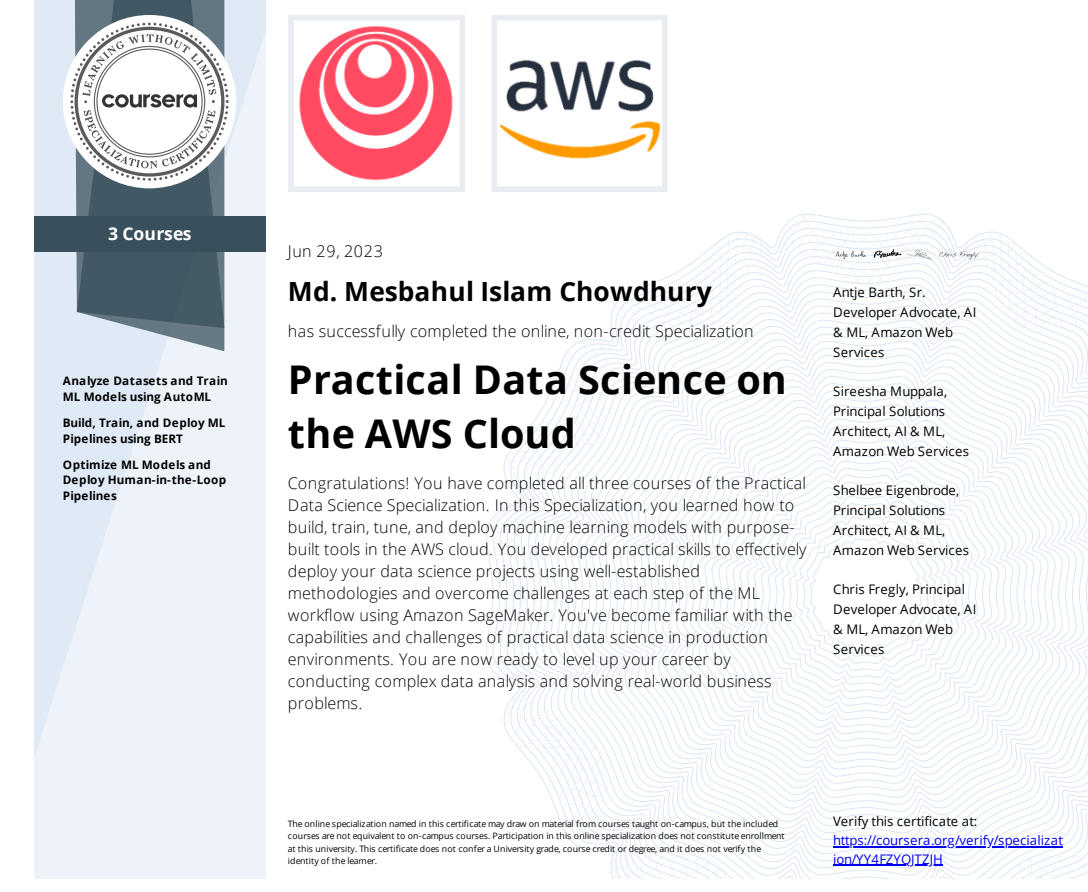 LEARNING WITHOUT LIMITS
coursera
SPECIALIZATION CERTIFICATE
3 Courses
Analyze Datasets and Train
ML Models using AutoML
Build, Train, and Deploy ML
Pipelines using BERT
Optimize ML Models and
Deploy Human-in-the-Loop
Pipelines
aws
Jun 29, 2023
Md. Mesbahul Islam Chowdhury
has successfully completed the online, non-credit Specialization
Practical Data Science on
the AWS Cloud
Congratulations! You have completed all three courses of the Practical
Data Science Specialization. In this Specialization, you learned how to
build, train, tune, and deploy machine learning models with purpose-
built tools in the AWS cloud. You developed practical skills to effectively
deploy your data science projects using well-established
methodologies and overcome challenges at each step of the ML
workflow using Amazon SageMaker. You've become familiar with the
capabilities and challenges of practical data science in production
environments. You are now ready to level up your career by
conducting complex data analysis and solving real-world business
problems.
Antje Barth Chris Fregly
Antje Barth, Sr.
Developer Advocate, AI
& ML, Amazon Web
Services
Sireesha Muppala,
Principal Solutions
Architect, AI & ML,
Amazon Web Services
Shelbee Eigenbrode,
Principal Solutions
Architect, AI & ML,
Amazon Web Services
Chris Fregly, Principal
Developer Advocate, AI
& ML, Amazon Web
Services
The online specialization named in this certificate may draw on material from courses taught on-campus, but the included
courses are not equivalent to on-campus courses. Participation in this online specialization does not constitute enrollment
at this university. This certificate does not confer a University grade, course credit or degree, and it does not verify the
identity of the learner.
Verify this certificate at:
https://coursera.org/verify/specializat
ion/YY4FZYQJTZJH